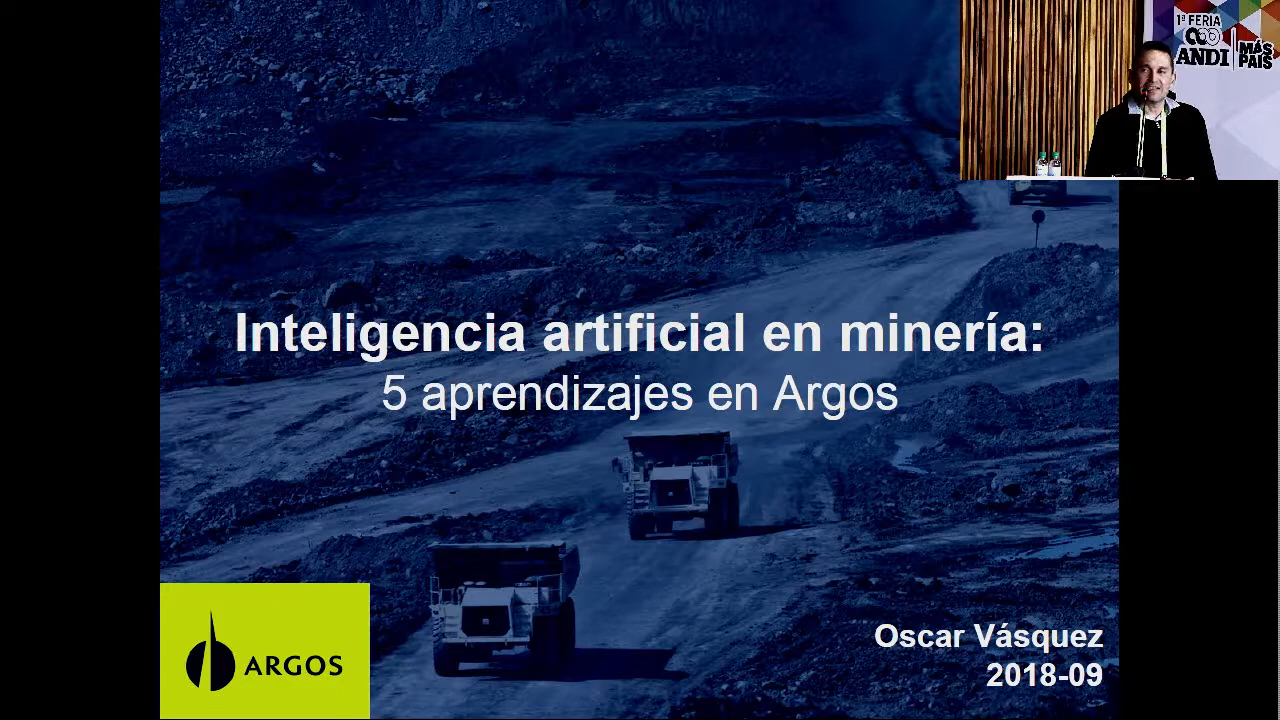 1ª FERIA
ANDI
MÁS
PAÍS
Inteligencia artificial en minería:
5 aprendizajes en Argos
ARGOS
Oscar Vásquez
2018-09